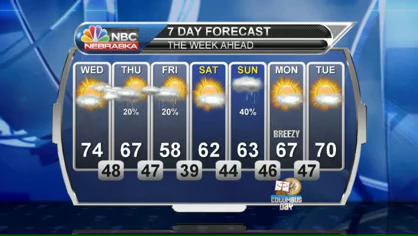 NBC
NEBRASKA
7 DAY FORECAST
THE WEEK AHEAD
WED THU FRI SAT SUN MON TUE
20% 20% 40%
BREEZY
74 67 58 62 63 67 70
48 47 39 44 46 47
COLUMBUS
DAY